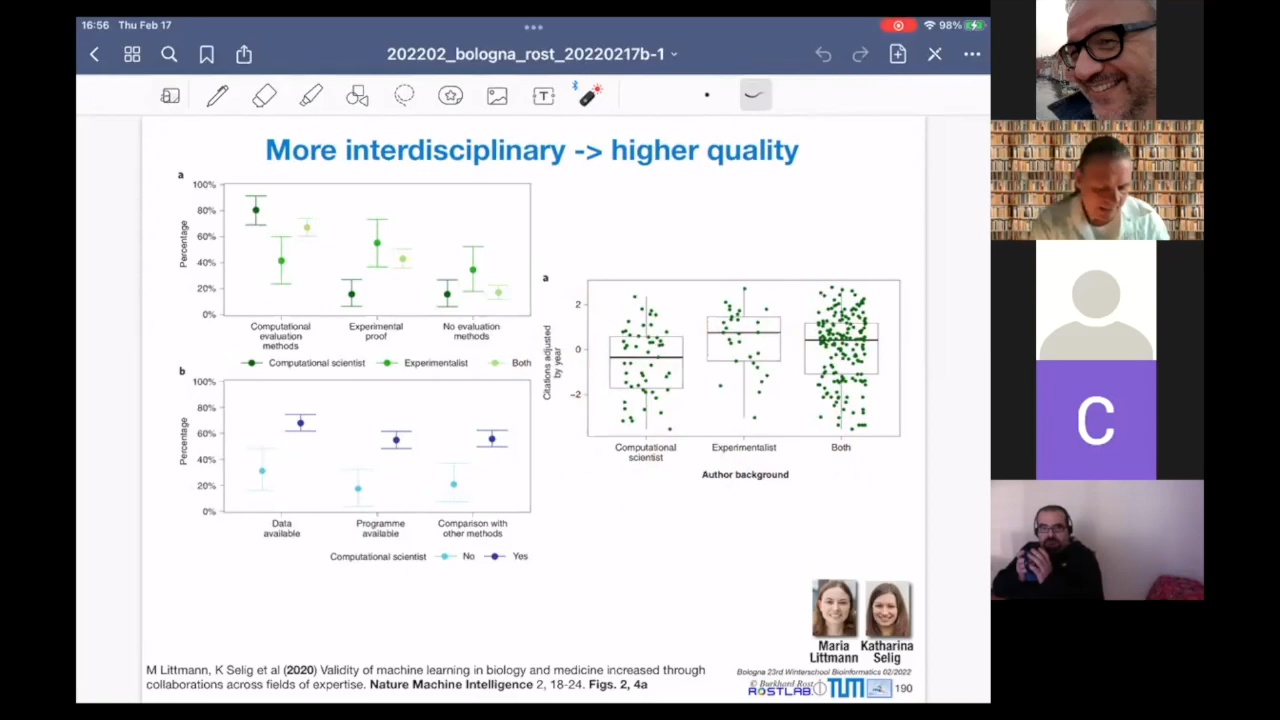 16:56 Thu Feb 17
98%
202202_bologna_rost_20220217b-1
T
More interdisciplinary -> higher quality
a
100%
80%
60%
40%
20%
0%
Percentage
Computational
evaluation
methods
Experimental
proof
No evaluation
methods
Computational scientist
Experimentalist
Both
b
100%
80%
60%
40%
20%
0%
Percentage
Data
available
Programme
available
Comparison with
other methods
Computational scientist
No
Yes
a
2
0
−2
Citations adjusted
by year
Computational
scientist
Experimentalist
Both
Author background
Maria
Littmann
Katharina
Selig
M Littmann, K Selig et al (2020) Validity of machine learning in biology and medicine increased through
collaborations across fields of expertise. Nature Machine Intelligence 2, 18-24. Figs. 2, 4a
Bologna 23rd Winterschool Bioinformatics 02/2022
© Burkhard Rost
ROSTLAB
TUM
190
C